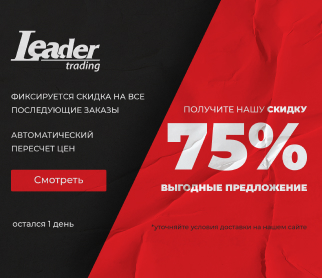 Leader
trading
ФИКСИРУЕТСЯ СКИДКА НА ВСЕ
ПОСЛЕДУЮЩИЕ ЗАКАЗЫ
АВТОМАТИЧЕСКИЙ
ПЕРЕСЧЕТ ЦЕН
Смотреть
остался 1 день
ПОЛУЧИТЕ НАШУ СКИДКУ
75%
ВЫГОДНЫЕ ПРЕДЛОЖЕНИЕ
*уточняйте условия доставки на нашем сайте